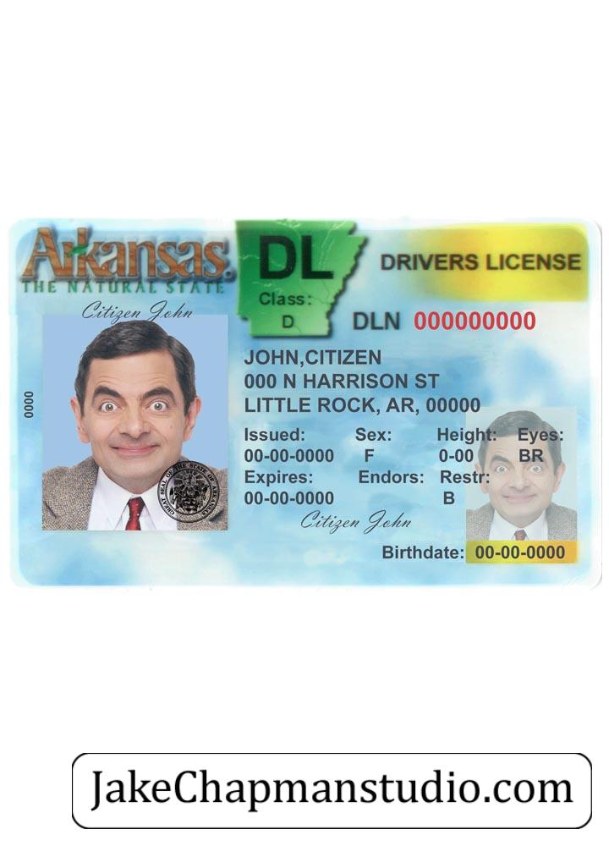 Arkansas
THE NATURAL STATE
DL
Class:
D
DRIVERS LICENSE
DLN 000000000
Citizen John
0000
JOHN,CITIZEN
000 N HARRISON ST
LITTLE ROCK, AR, 00000
Issued: Sex: Height: Eyes:
00-00-0000 F 0-00 BR
Expires: Endors: Restr:
00-00-0000 B
Citizen John
Birthdate: 00-00-0000
JakeChapmanstudio.com